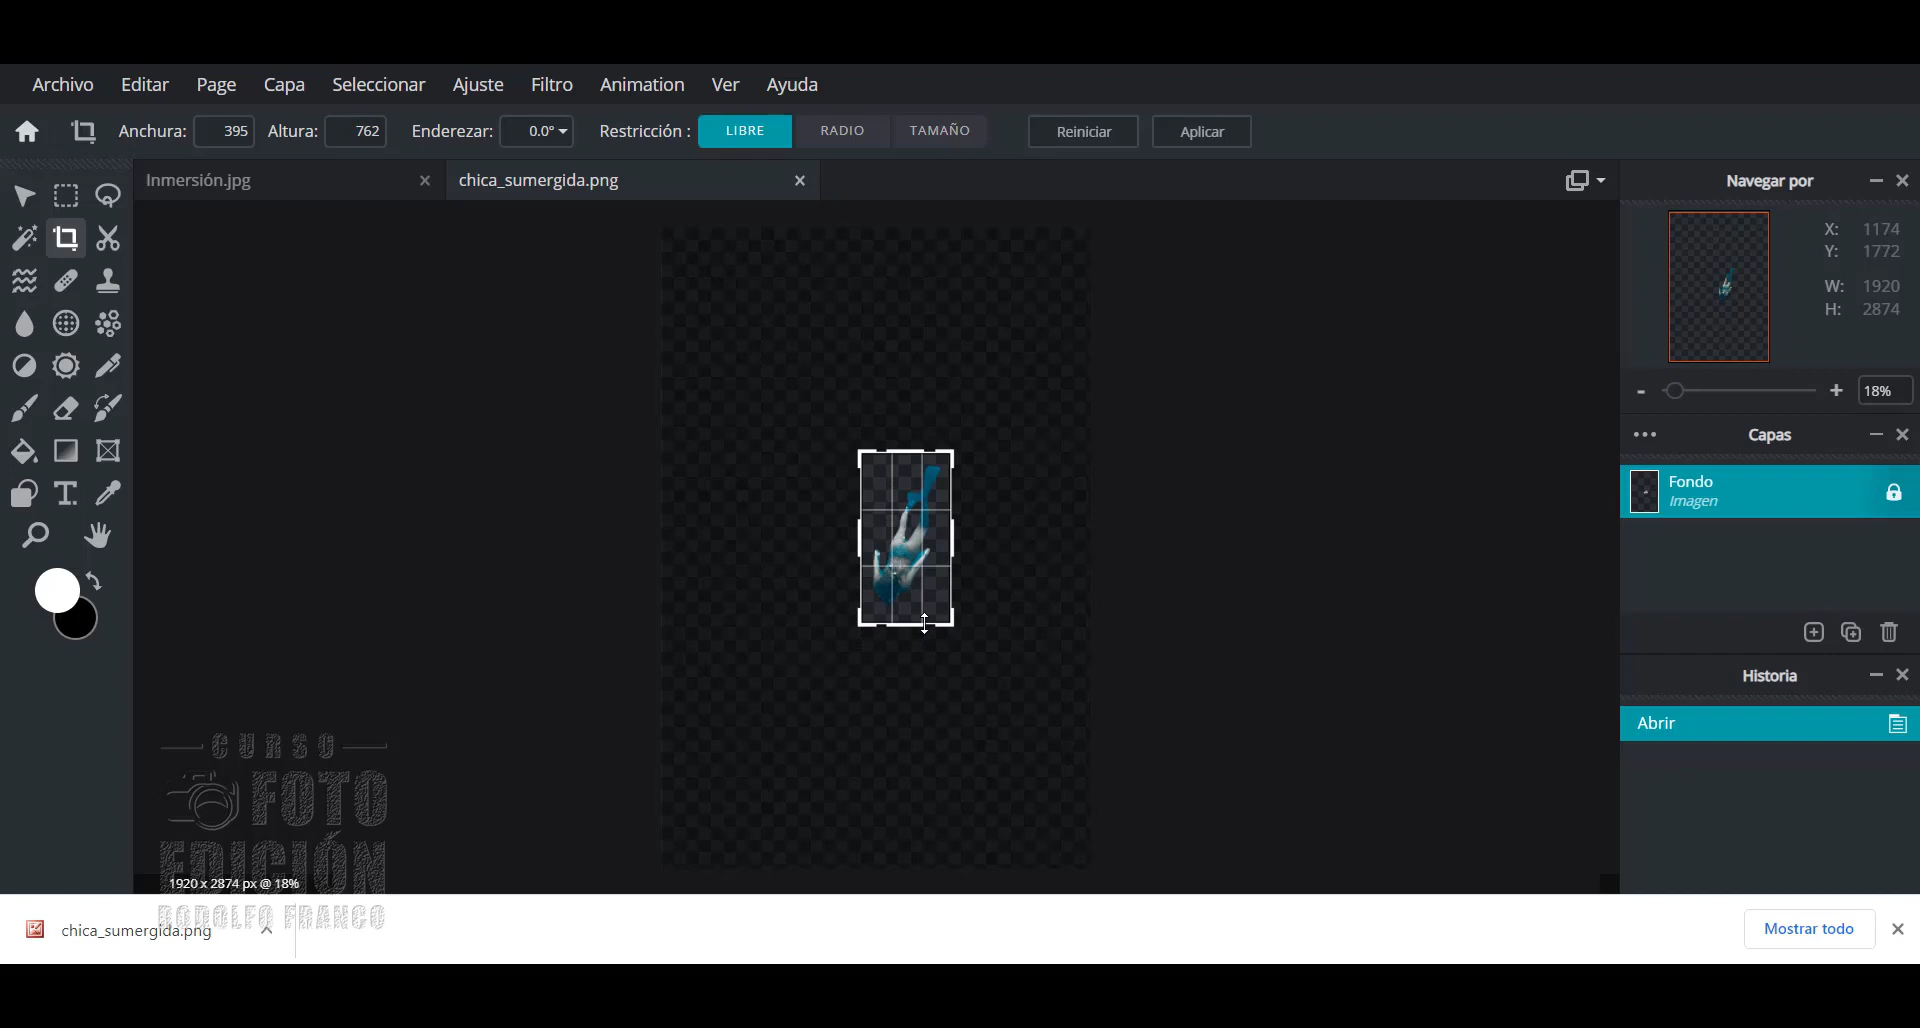 Archivo Editar Page Capa Seleccionar Ajuste Filtro Animation Ver Ayuda
Anchura: 395 Altura: 762 Enderezar: 0.0° Restricción : LIBRE RADIO TAMAÑO Reiniciar Aplicar
Inmersión.jpg
chica_sumergida.png
Navegar por
X: 1174
Y: 1772
W: 1920
H: 2874
- + 18%
Capas
Fondo
Imagen
Historia
Abrir
CURSO
FOTO
EDICIÓN
1920 x 2874 px @ 18%
RODOLFO FRANCO
chica_sumergida.png
Mostrar todo